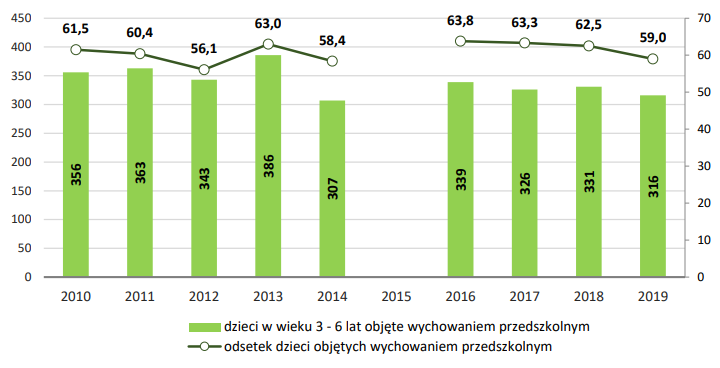 450 61,5 60,4 56,1 63,0 58,4 63,8 63,3 62,5 59,0 70
400 60
350 50
300
250 40
200 30
150 20
100
50 10
0 0
356 363 343 386 307 339 326 331 316
2010 2011 2012 2013 2014 2015 2016 2017 2018 2019
dzieci w wieku 3 - 6 lat objęte wychowaniem przedszkolnym
odsetek dzieci objętych wychowaniem przedszkolnym